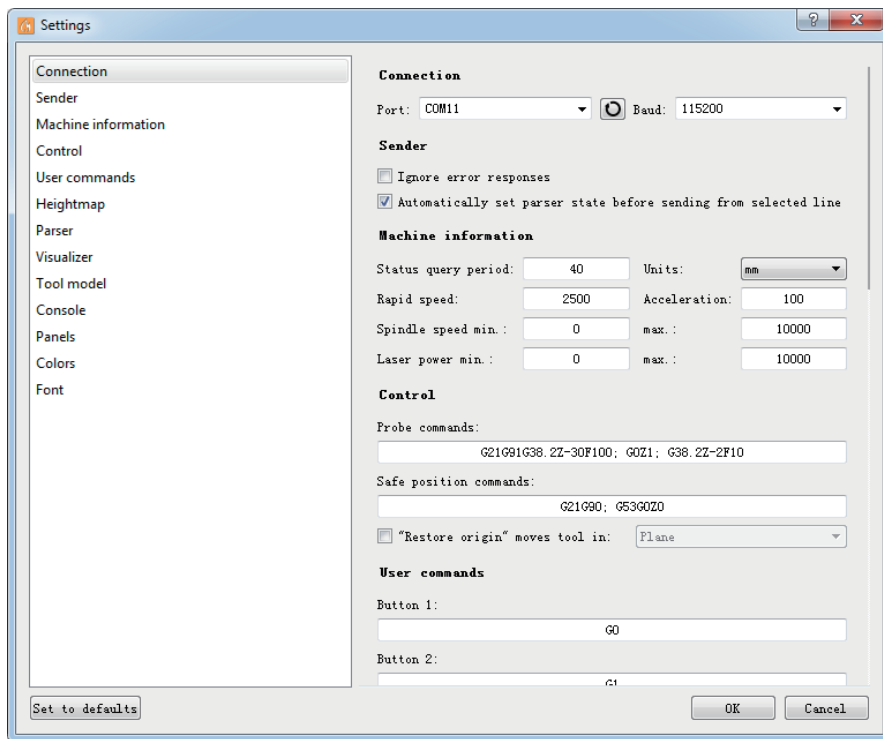 Settings
Connection
Sender
Machine information
Control
User commands
Heightmap
Parser
Visualizer
Tool model
Console
Panels
Colors
Font
Connection
Port: COM11 Baud: 115200
Sender
Ignore error responses
Automatically set parser state before sending from selected line
Machine information
Status query period: 40 Units: mm
Rapid speed: 2500 Acceleration: 100
Spindle speed min.: 0 max.: 10000
Laser power min.: 0 max.: 10000
Control
Probe commands:
G21G91G38.2Z-30F100; G0Z1; G38.2Z-2F10
Safe position commands:
G21G90; G53G0Z0
"Restore origin" moves tool in: Plane
User commands
Button 1:
G0
Button 2:
G1
Set to defaults OK Cancel